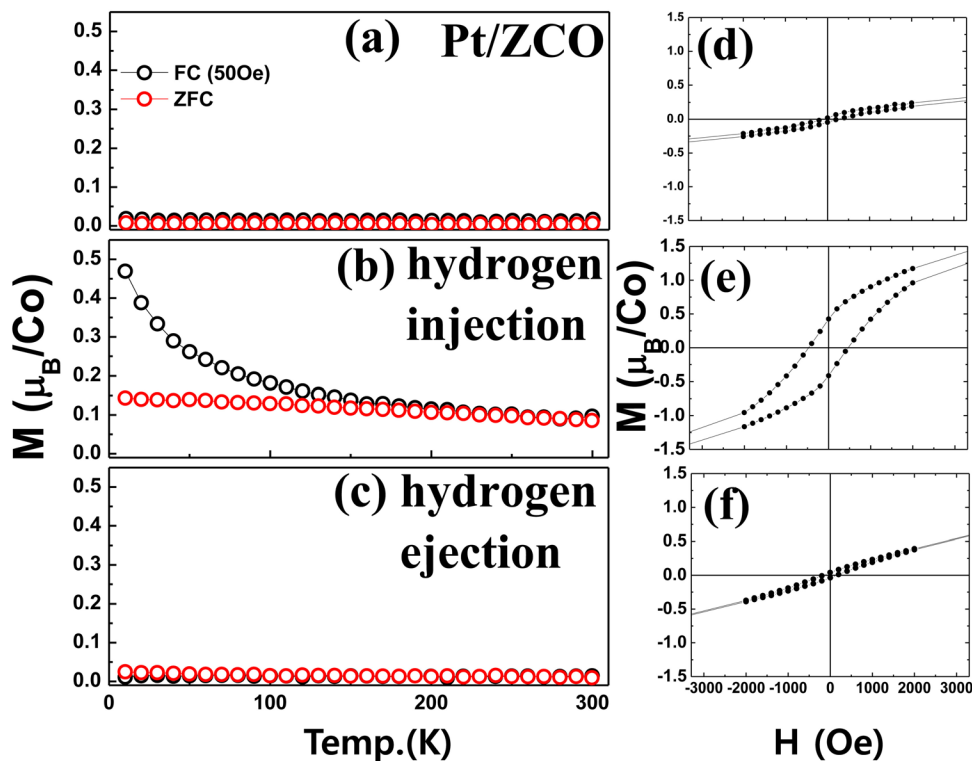 (a) Pt/ZCO
FC (50Oe)
ZFC
0.5
0.4
0.3
0.2
0.1
0.0
(d)
1.5
1.0
0.5
0.0
-0.5
-1.0
-1.5
(b) hydrogen
injection
0.5
0.4
0.3
0.2
0.1
0.0
M (μB/Co)
(e)
1.5
1.0
0.5
0.0
-0.5
-1.0
-1.5
M (μB/Co)
(c) hydrogen
ejection
0.5
0.4
0.3
0.2
0.1
0.0
0 100 200 300
Temp.(K)
(f)
1.5
1.0
0.5
0.0
-0.5
-1.0
-1.5
-3000 -2000 -1000 0 1000 2000 3000
H (Oe)